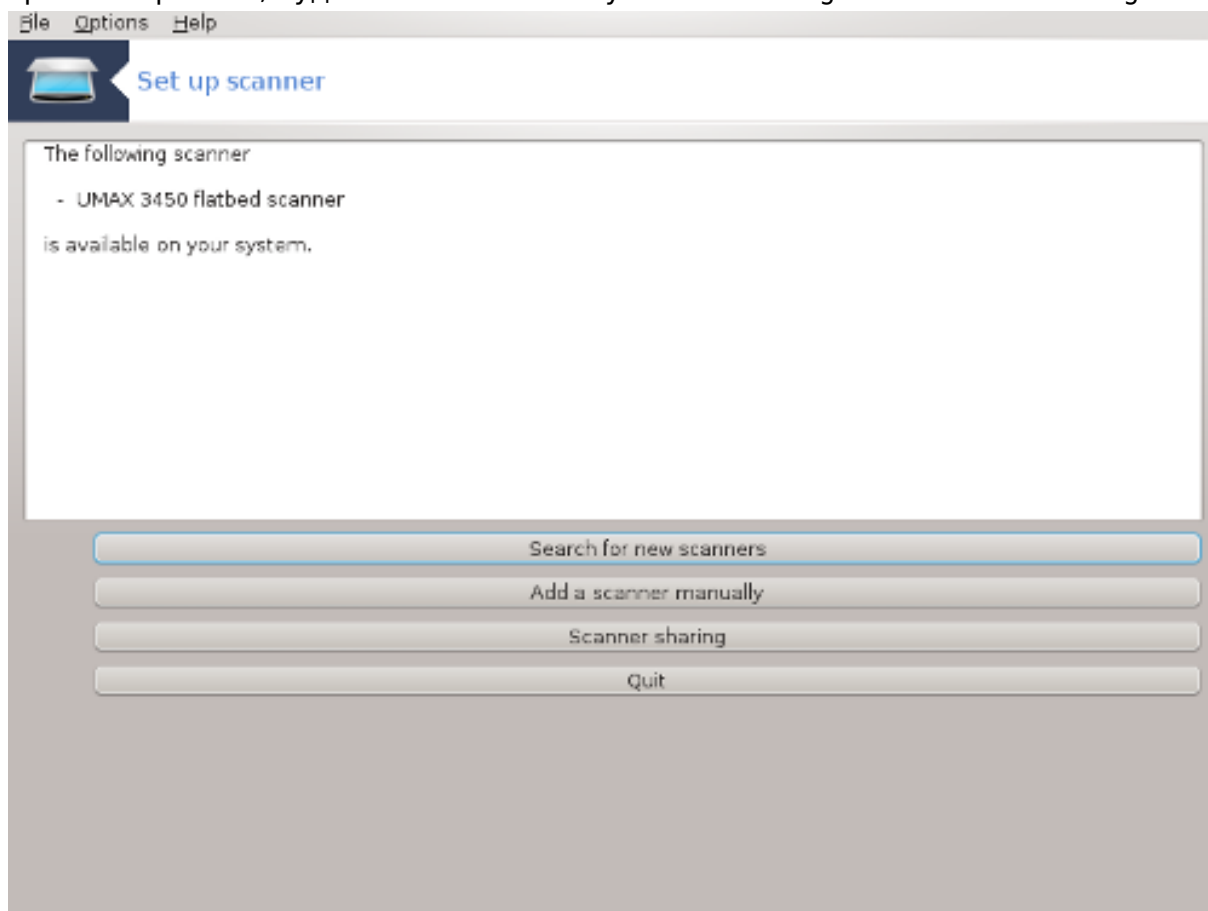 File Options Help
Set up scanner
The following scanner
- UMAX 3450 flatbed scanner
is available on your system.
Search for new scanners
Add a scanner manually
Scanner sharing
Quit